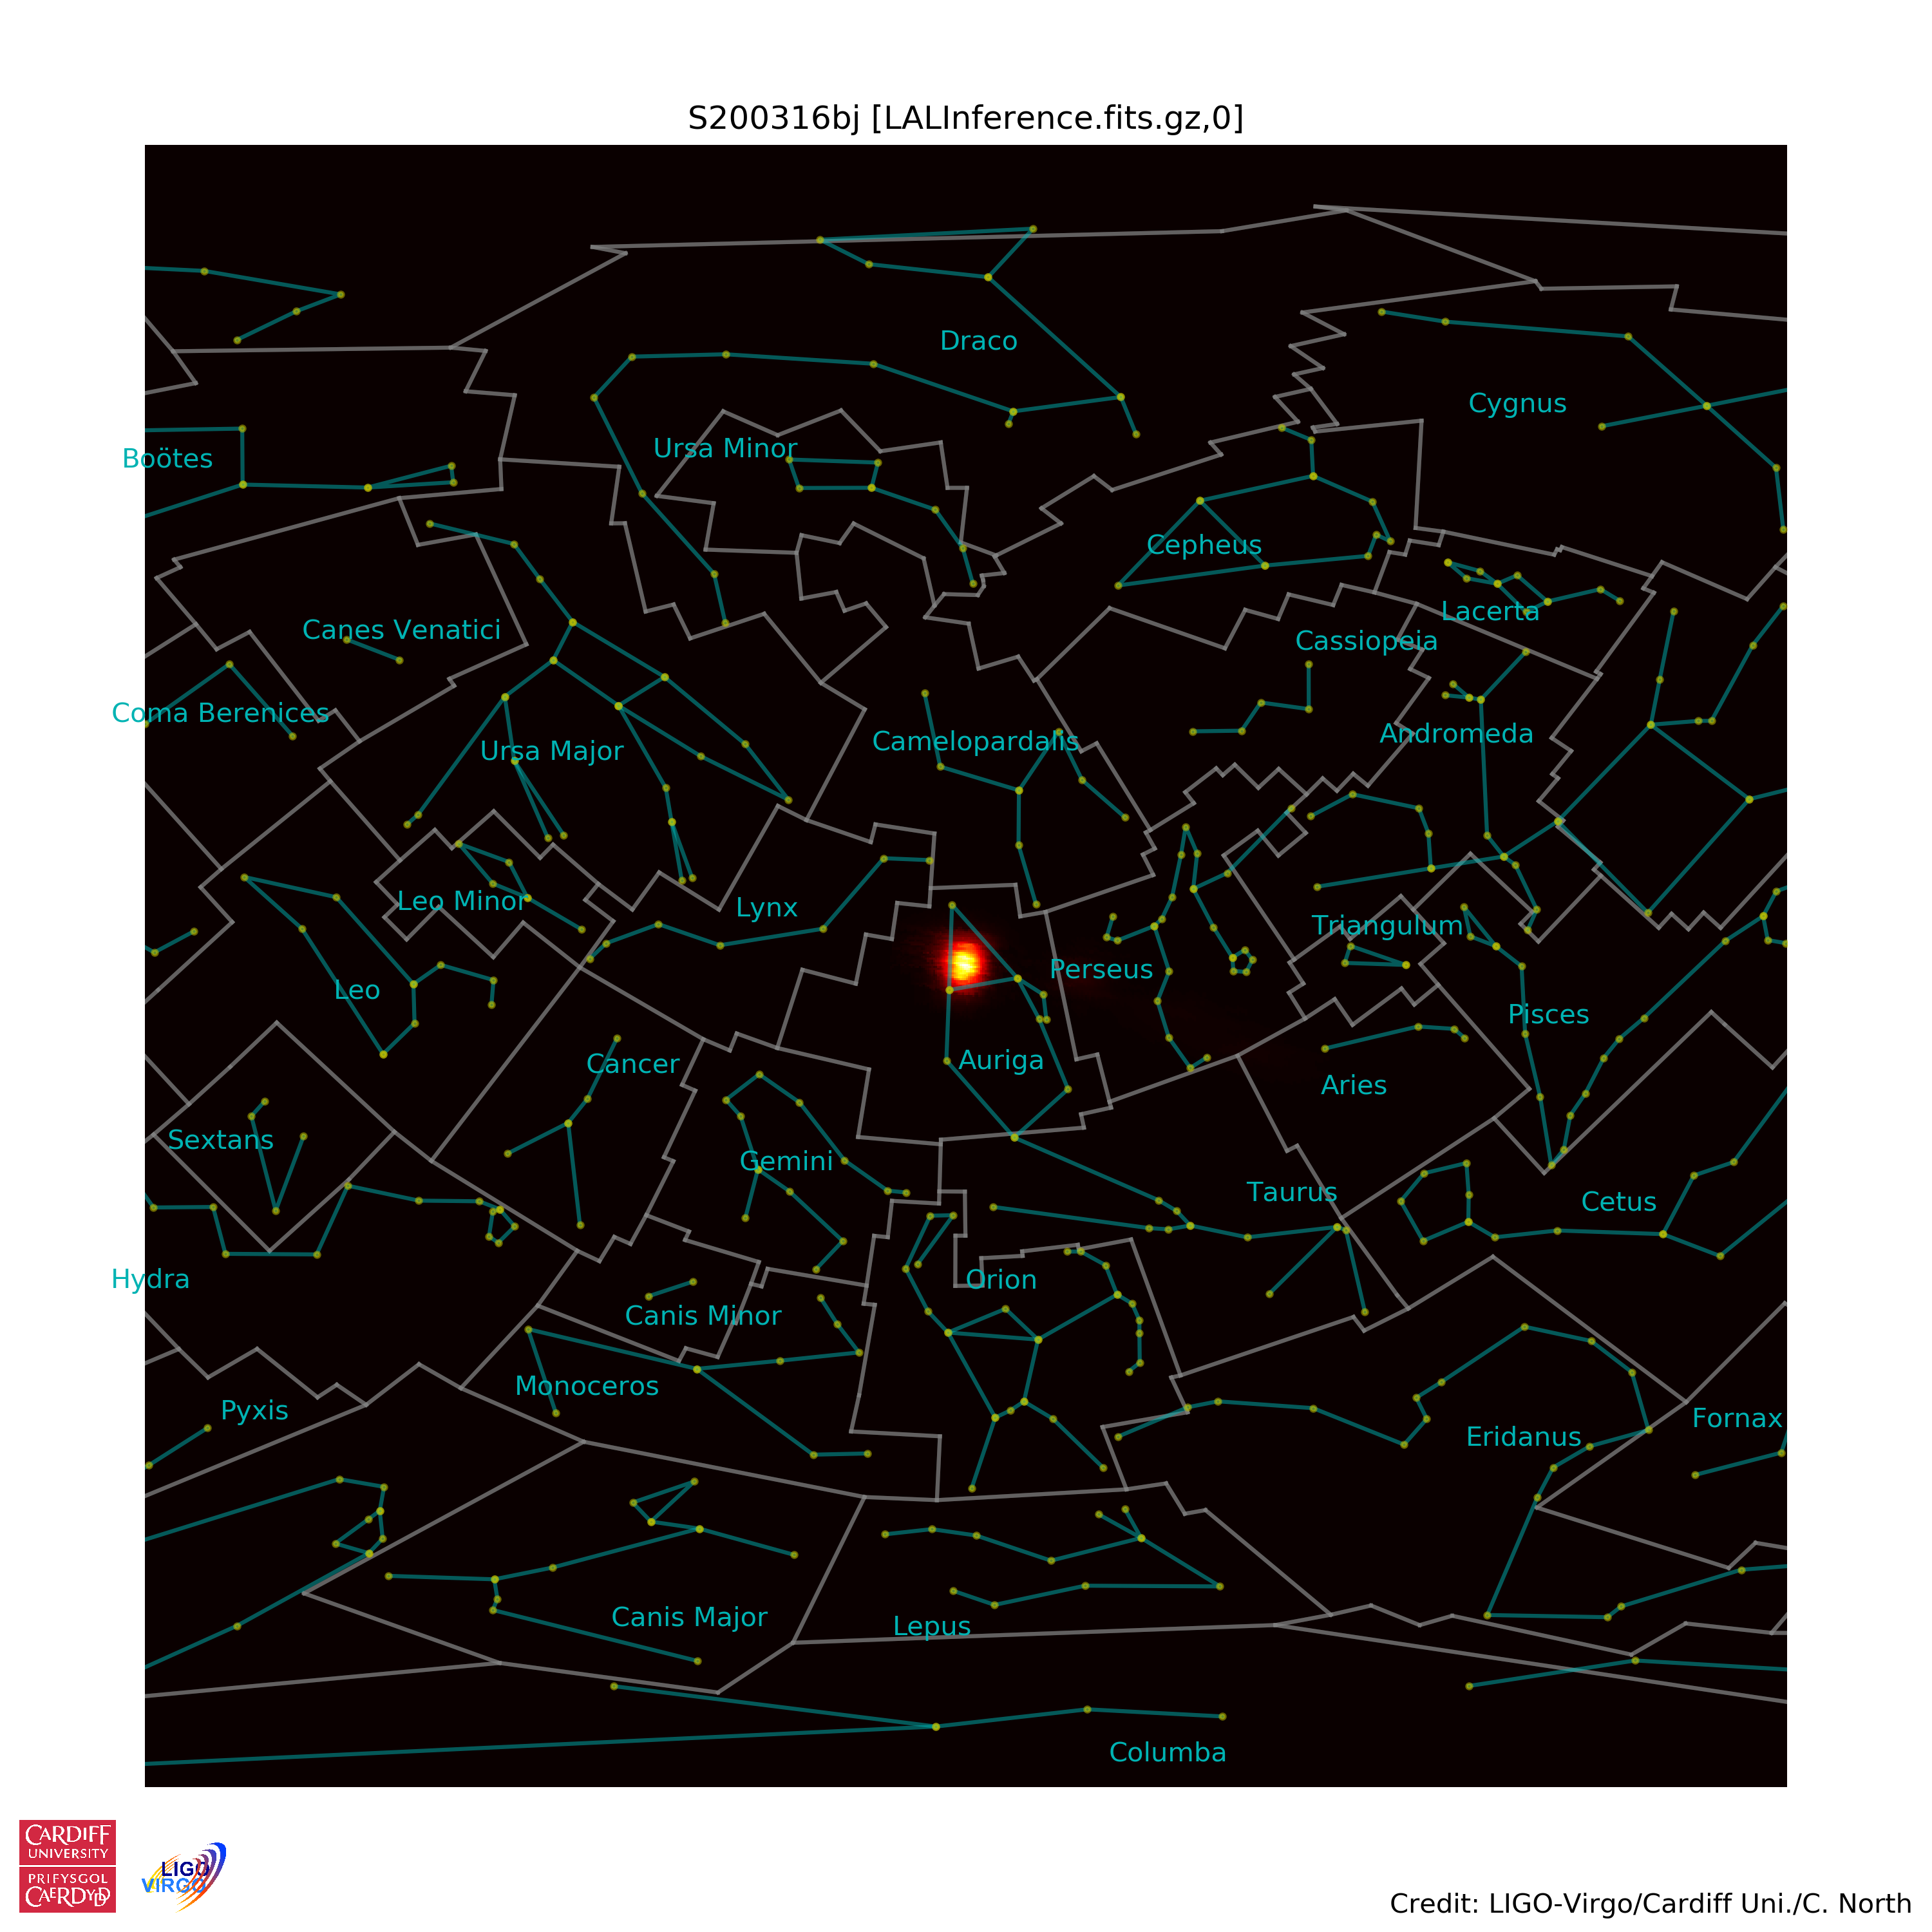 S200316bj [LALInference.fits.gz,0]
Draco
Cygnus
Ursa Minor
Boötes
Cepheus
Lacerta
Canes Venatici
Cassiopeia
Coma Berenices
Andromeda
Camelopardalis
Ursa Major
Leo Minor
Lynx
Triangulum
Perseus
Leo
Pisces
Auriga
Cancer
Aries
Sextans
Gemini
Taurus
Cetus
Hydra
Orion
Canis Minor
Monoceros
Pyxis
Fornax
Eridanus
Canis Major
Lepus
Columba
CARDIFF
UNIVERSITY
PRIFYSGOL
CAERDYDD
LIGO
VIRGO
Credit: LIGO-Virgo/Cardiff Uni./C. North